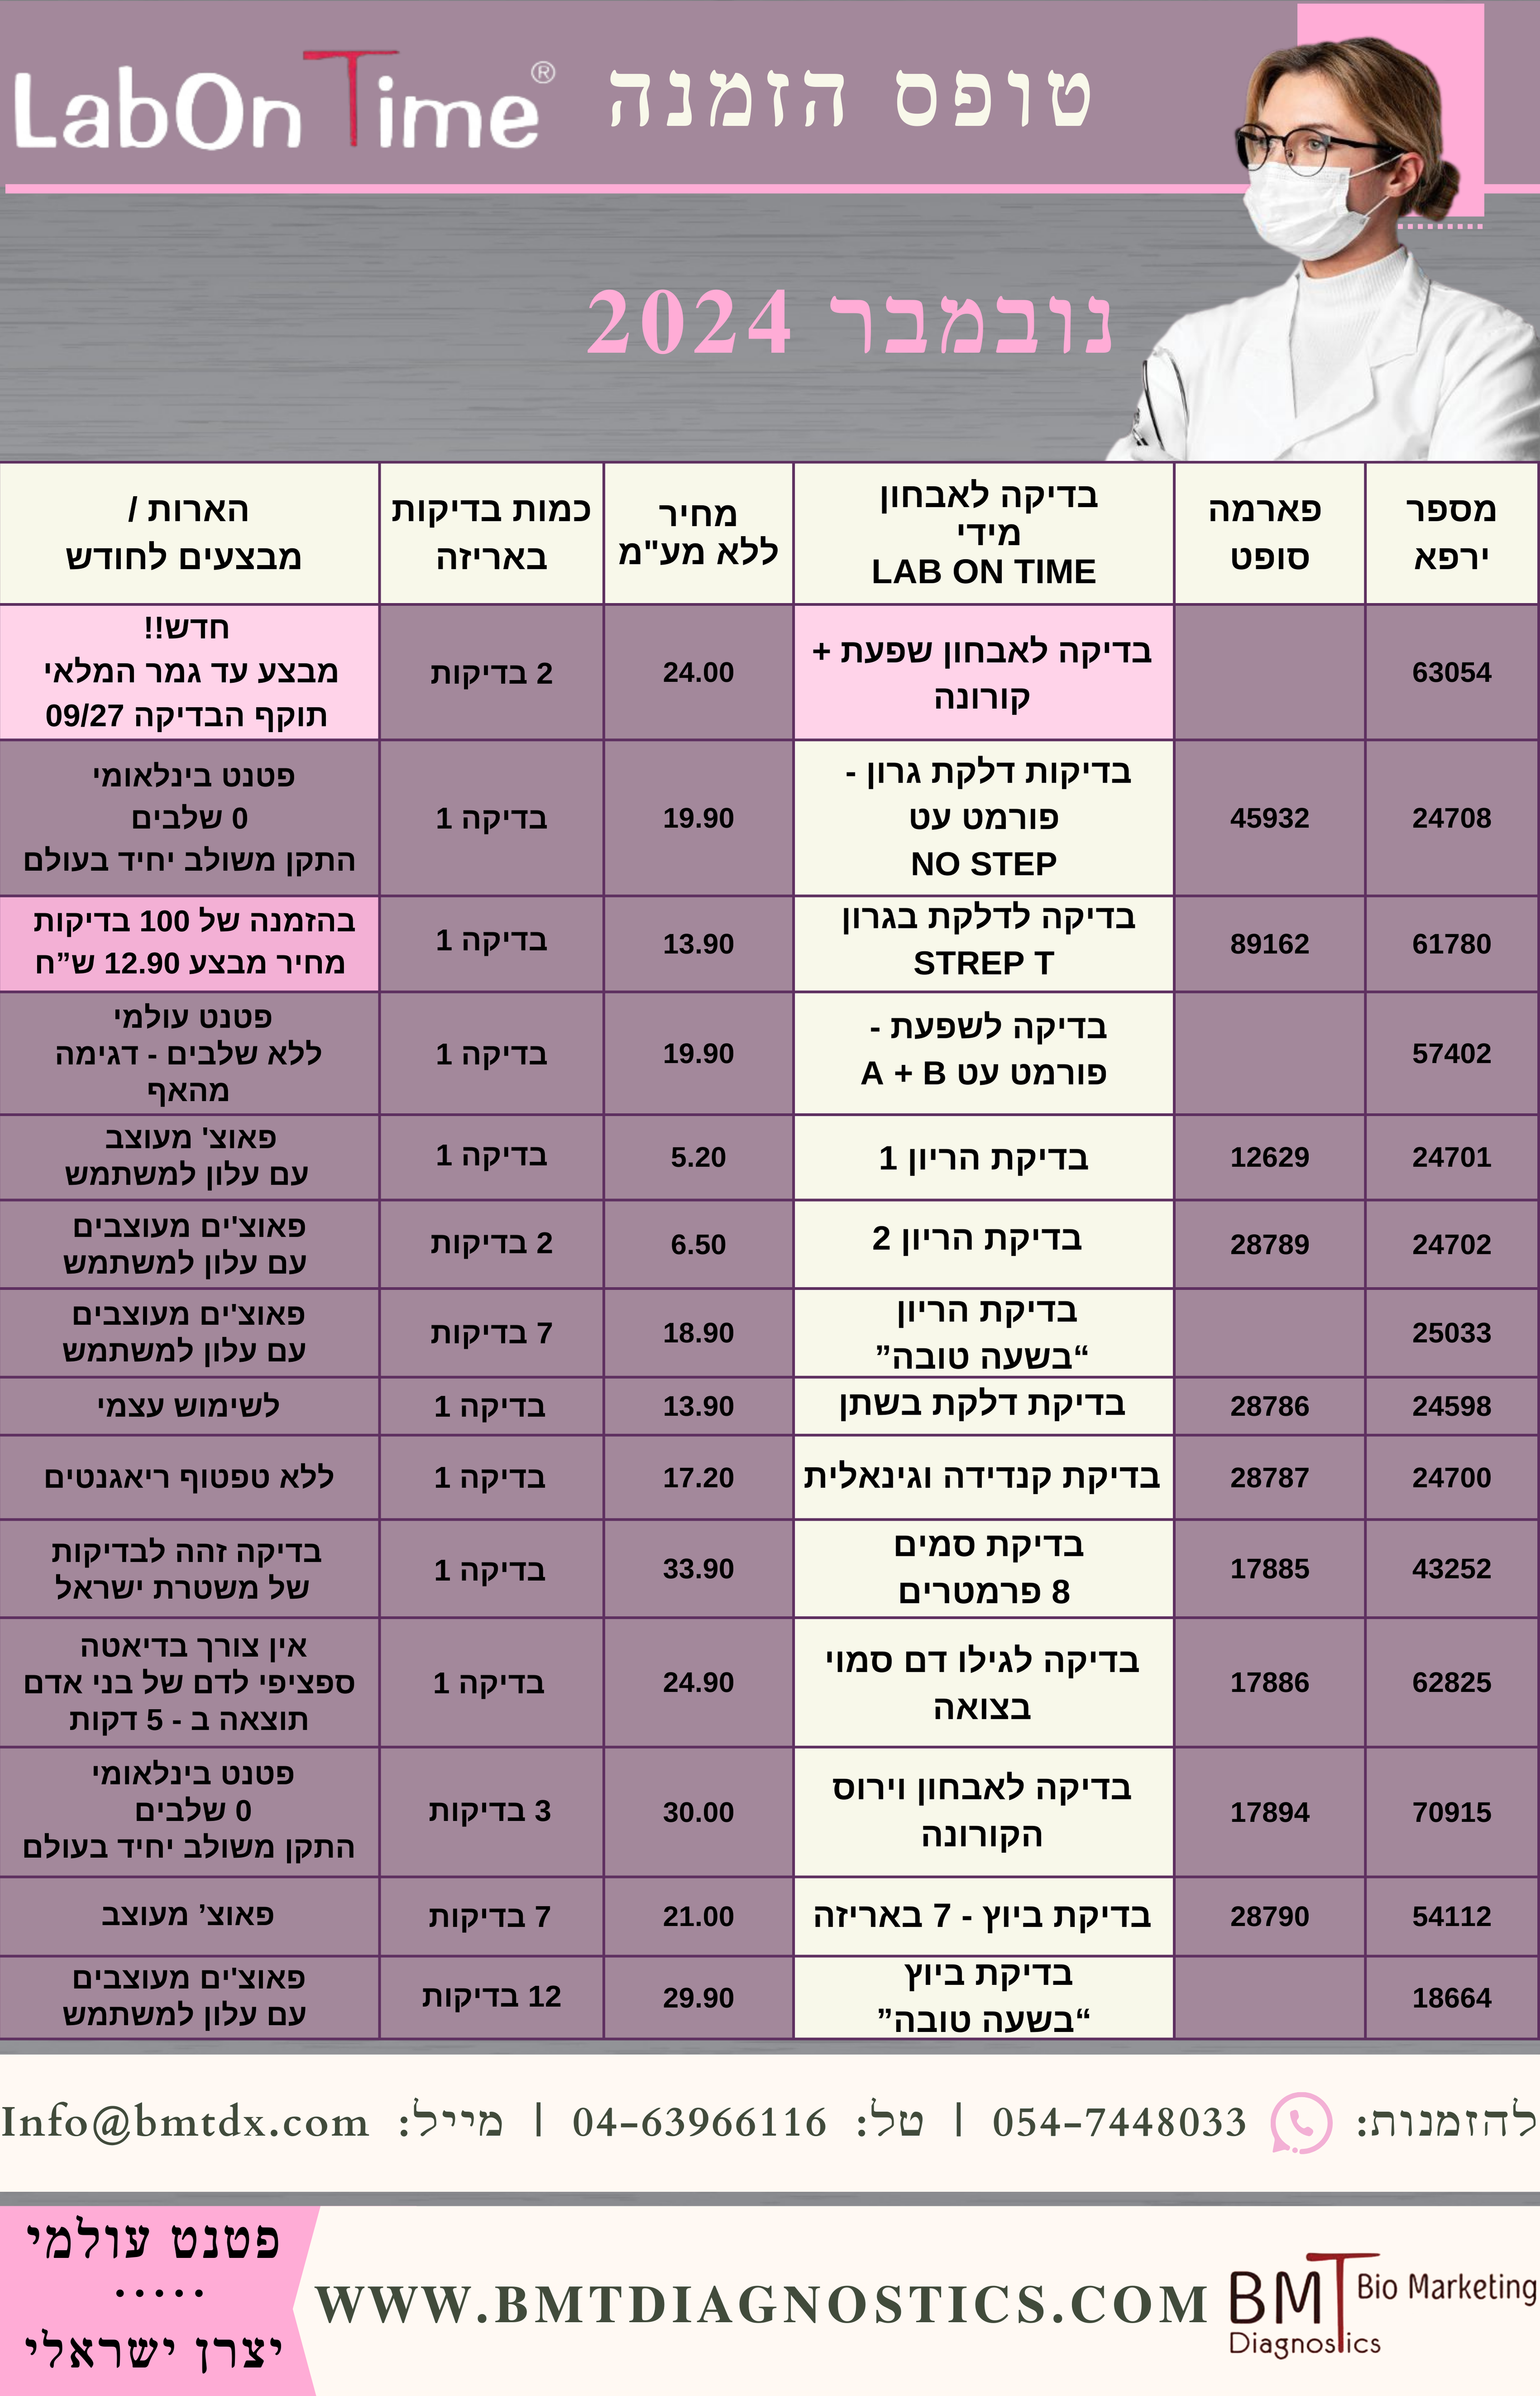 LabOn Time®
טופס הזמנה
נובמבר 2024
מספר
ירפא
פארמה
סופט
בדיקה לאבחון
מידי
LAB ON TIME
מחיר
ללא מע"מ
כמות בדיקות
באריזה
הארות /
מבצעים לחודש
63054
בדיקה לאבחון שפעת +
קורונה
24.00
2 בדיקות
חדש!!
מבצע עד גמר המלאי
תוקף הבדיקה 09/27
24708
45932
בדיקות דלקת גרון -
פורמט עט
NO STEP
19.90
בדיקה 1
פטנט בינלאומי
0 שלבים
התקן משולב יחיד בעולם
61780
89162
בדיקה לדלקת בגרון
STREP T
13.90
בדיקה 1
בהזמנה של 100 בדיקות
מחיר מבצע 12.90 ש”ח
57402
בדיקה לשפעת -
פורמט עט A + B
19.90
בדיקה 1
פטנט עולמי
ללא שלבים - דגימה
מהאף
24701
12629
בדיקת הריון 1
5.20
בדיקה 1
פאוצ' מעוצב
עם עלון למשתמש
24702
28789
בדיקת הריון 2
6.50
2 בדיקות
פאוצ'ים מעוצבים
עם עלון למשתמש
25033
בדיקת הריון
“בשעה טובה”
18.90
7 בדיקות
פאוצ'ים מעוצבים
עם עלון למשתמש
24598
28786
בדיקת דלקת בשתן
13.90
בדיקה 1
לשימוש עצמי
24700
28787
בדיקת קנדידה וגינאלית
17.20
בדיקה 1
ללא טפטוף ריאגנטים
43252
17885
בדיקת סמים
8 פרמטרים
33.90
בדיקה 1
בדיקה זהה לבדיקות
של משטרת ישראל
62825
17886
בדיקה לגילו דם סמוי
בצואה
24.90
בדיקה 1
אין צורך בדיאטה
ספציפי לדם של בני אדם
תוצאה ב - 5 דקות
70915
17894
בדיקה לאבחון וירוס
הקורונה
30.00
3 בדיקות
פטנט בינלאומי
0 שלבים
התקן משולב יחיד בעולם
54112
28790
בדיקת ביוץ - 7 באריזה
21.00
7 בדיקות
פאוצ’ מעוצב
18664
בדיקת ביוץ
“בשעה טובה”
29.90
12 בדיקות
פאוצ'ים מעוצבים
עם עלון למשתמש
להזמנות: 054-7448033 | טל: 04-63966116 | מייל: Info@bmtdx.com
BMT Bio Marketing
Diagnostics
WWW.BMTDIAGNOSTICS.COM
פטנט עולמי
.....
יצרן ישראלי